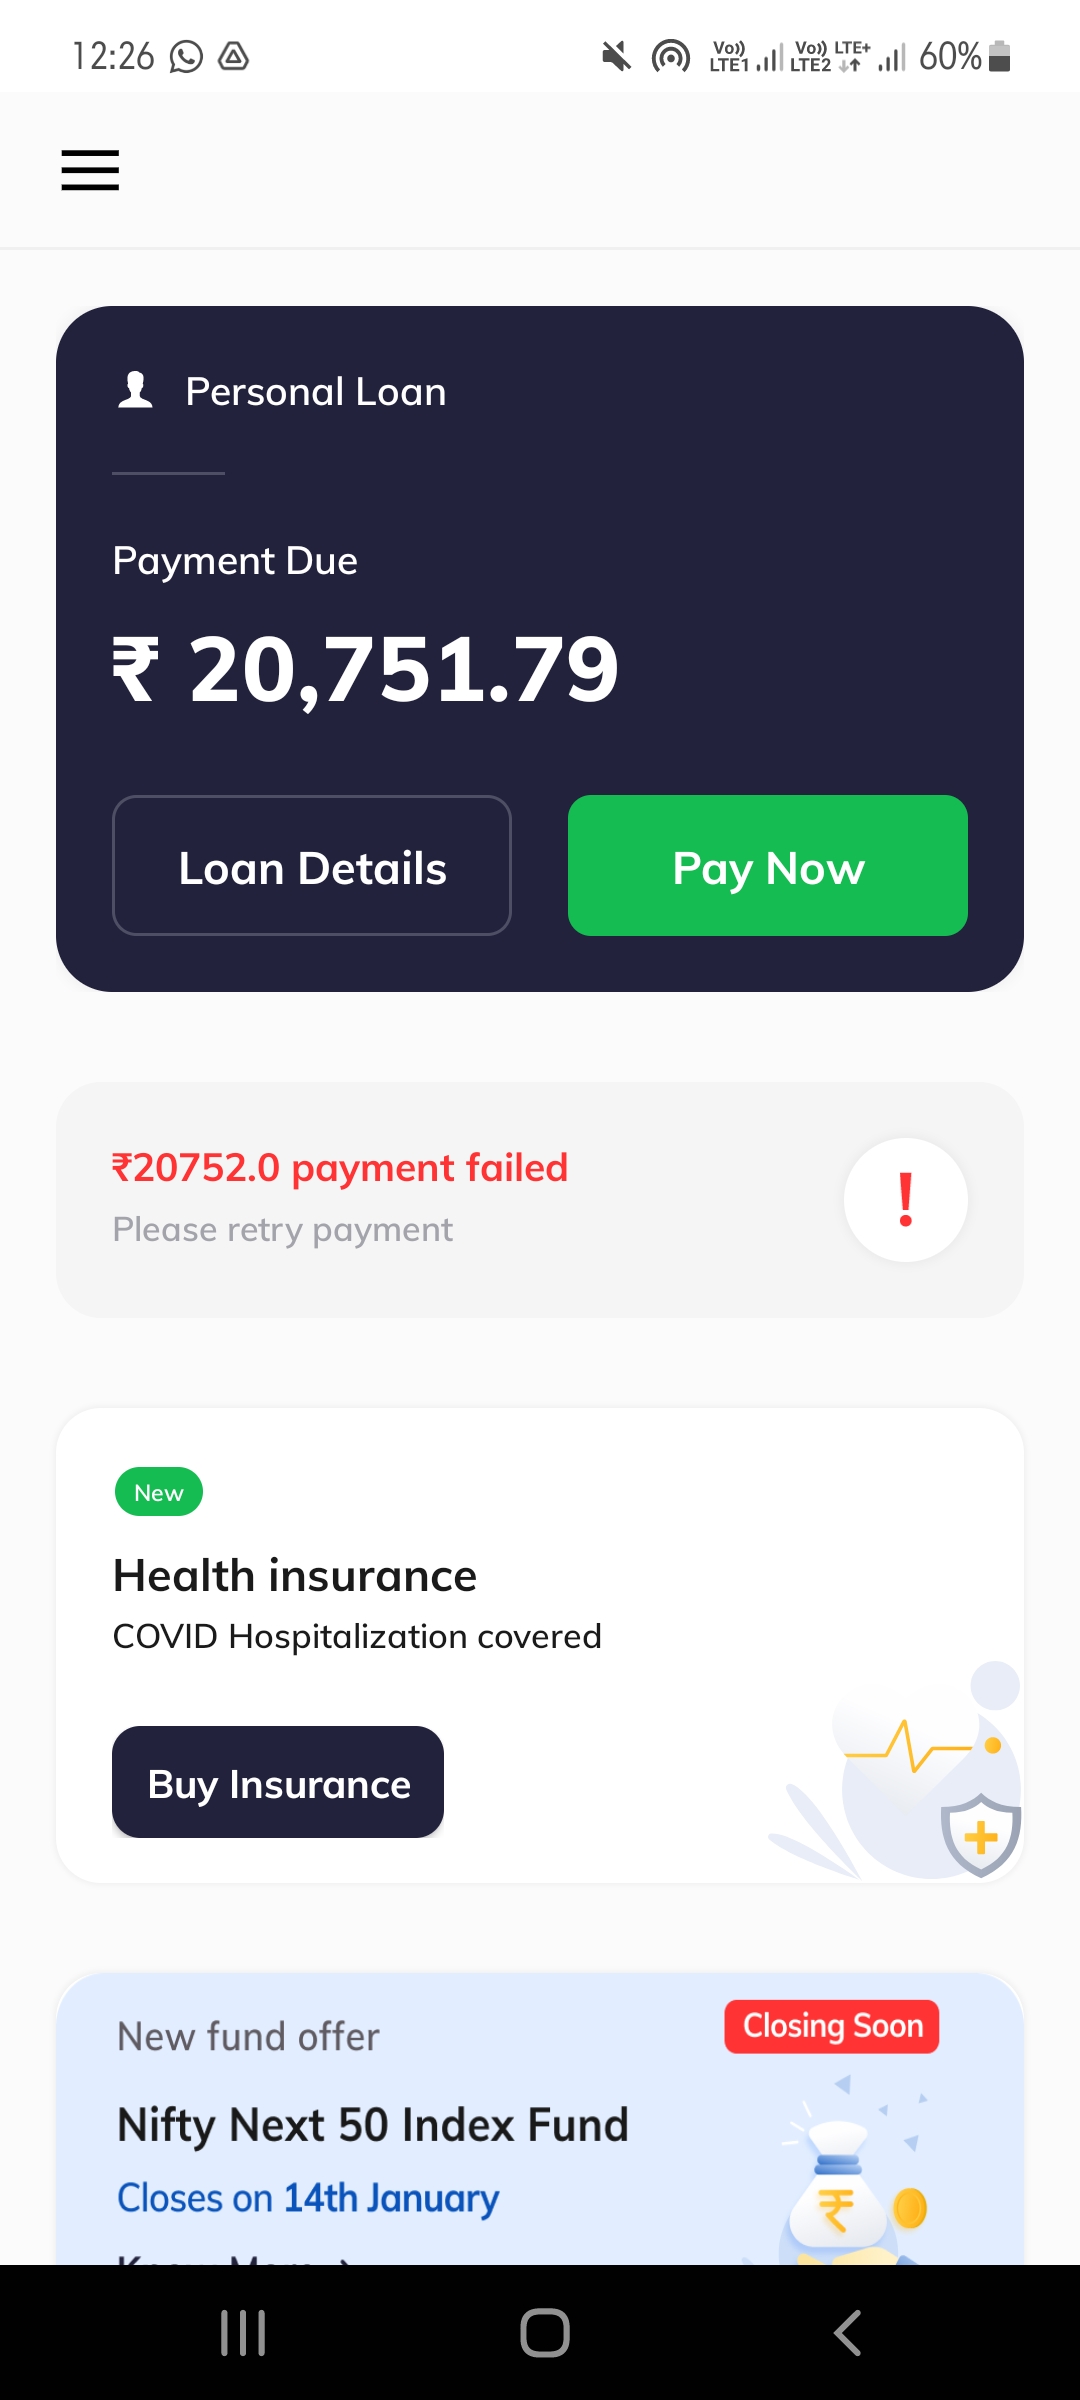 12:26
Vo)) LTE1 Vo)) LTE2 LTE+ 60%
Personal Loan
Payment Due
₹ 20,751.79
Loan Details
Pay Now
₹20752.0 payment failed
Please retry payment
!
New
Health insurance
COVID Hospitalization covered
Buy Insurance
New fund offer
Closing Soon
Nifty Next 50 Index Fund
Closes on 14th January
₹